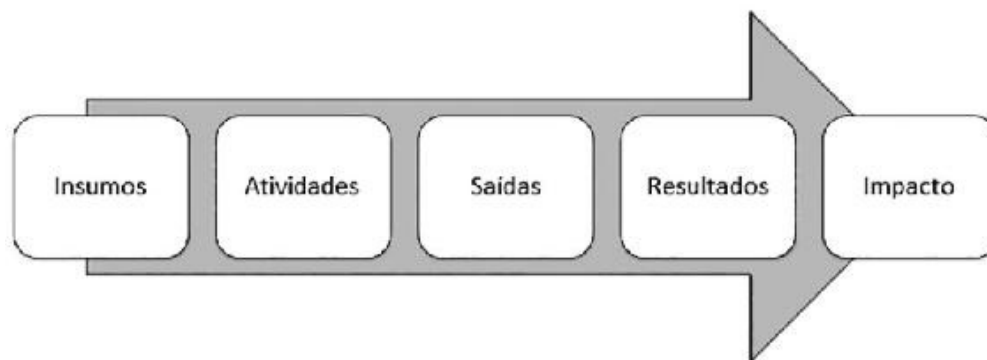 Insumos
Atividades
Saídas
Resultados
Impacto